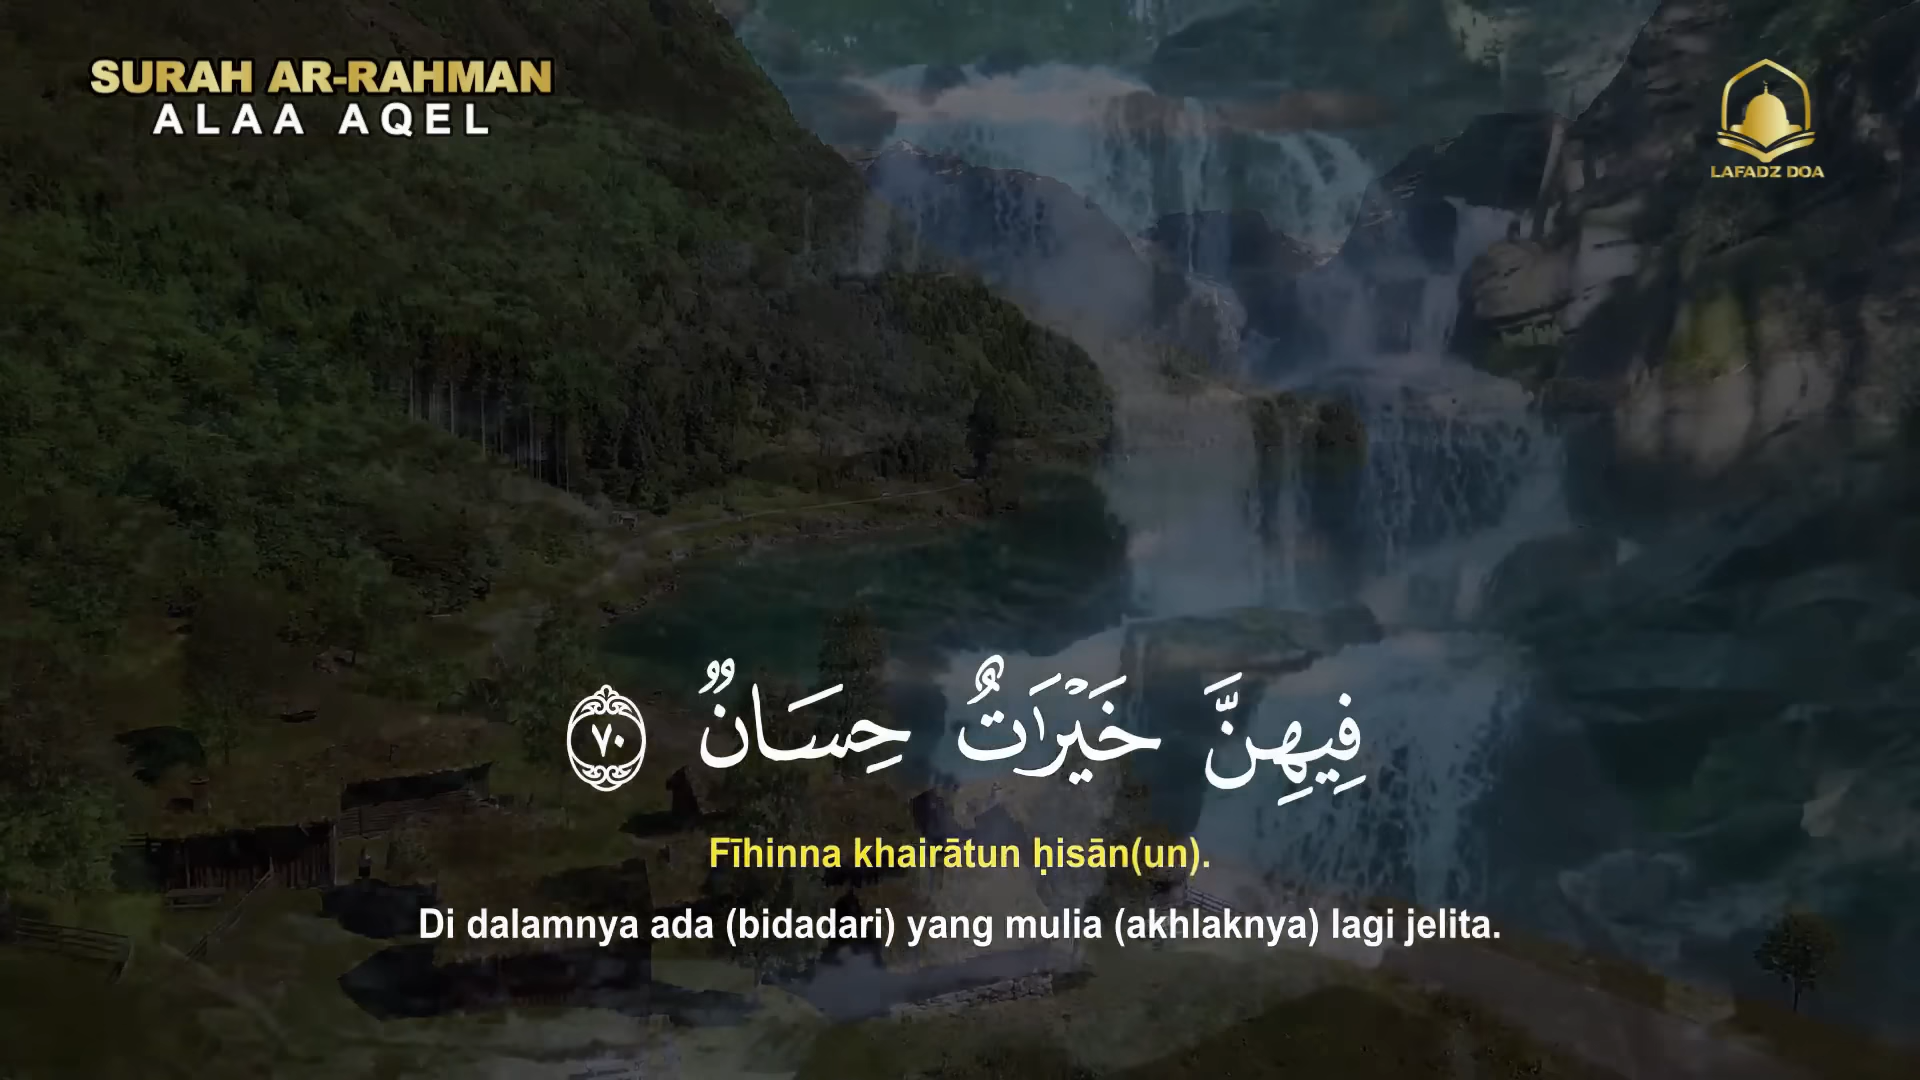 SURAH AR-RAHMAN
ALAA AQEL
LAFADZ DOA
فِيهِنَّ خَيْرَاتٌ حِسَانٌ ۝٧٠
Fīhinna khairātun ḥisān(un).
Di dalamnya ada (bidadari) yang mulia (akhlaknya) lagi jelita.